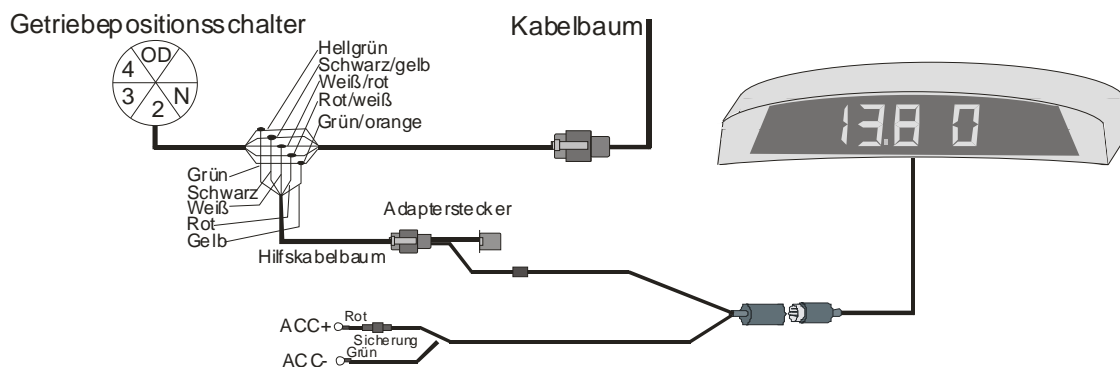 Getriebepositionsschalter
Kabelbaum
OD
4
3
2
N
Hellgrün
Schwarz/gelb
Weiß/rot
Rot/weiß
Grün/orange
13.8 0
Grün
Schwarz
Weiß
Rot
Gelb
Adapterstecker
Hilfskabelbaum
ACC+
Rot
Sicherung
Grün
ACC-